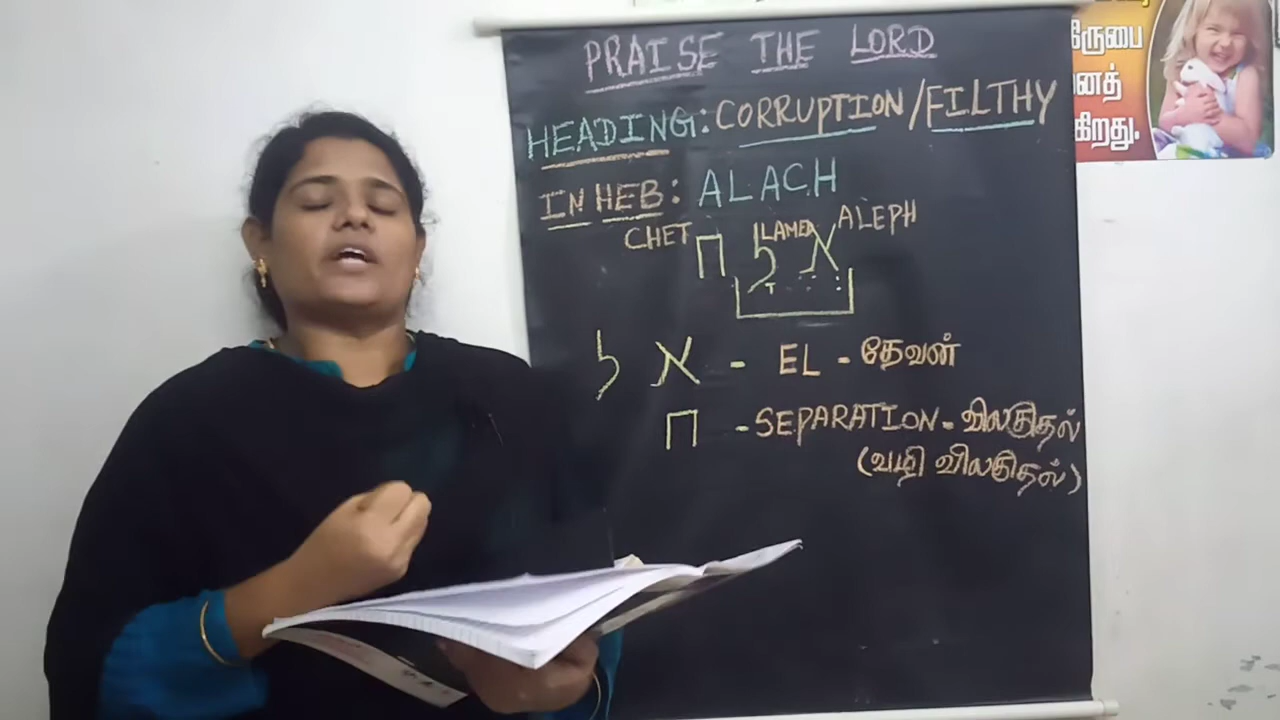 PRAISE THE LORD
HEADING: CORRUPTION/FILTHY
IN HEB: ALACH
CHET ח ל LAMED א ALEPH
ל א - EL - தேவன்
ח - SEPARATION - விலகுதல்
(வழி விலகுதல்)
னத்
கிறது.